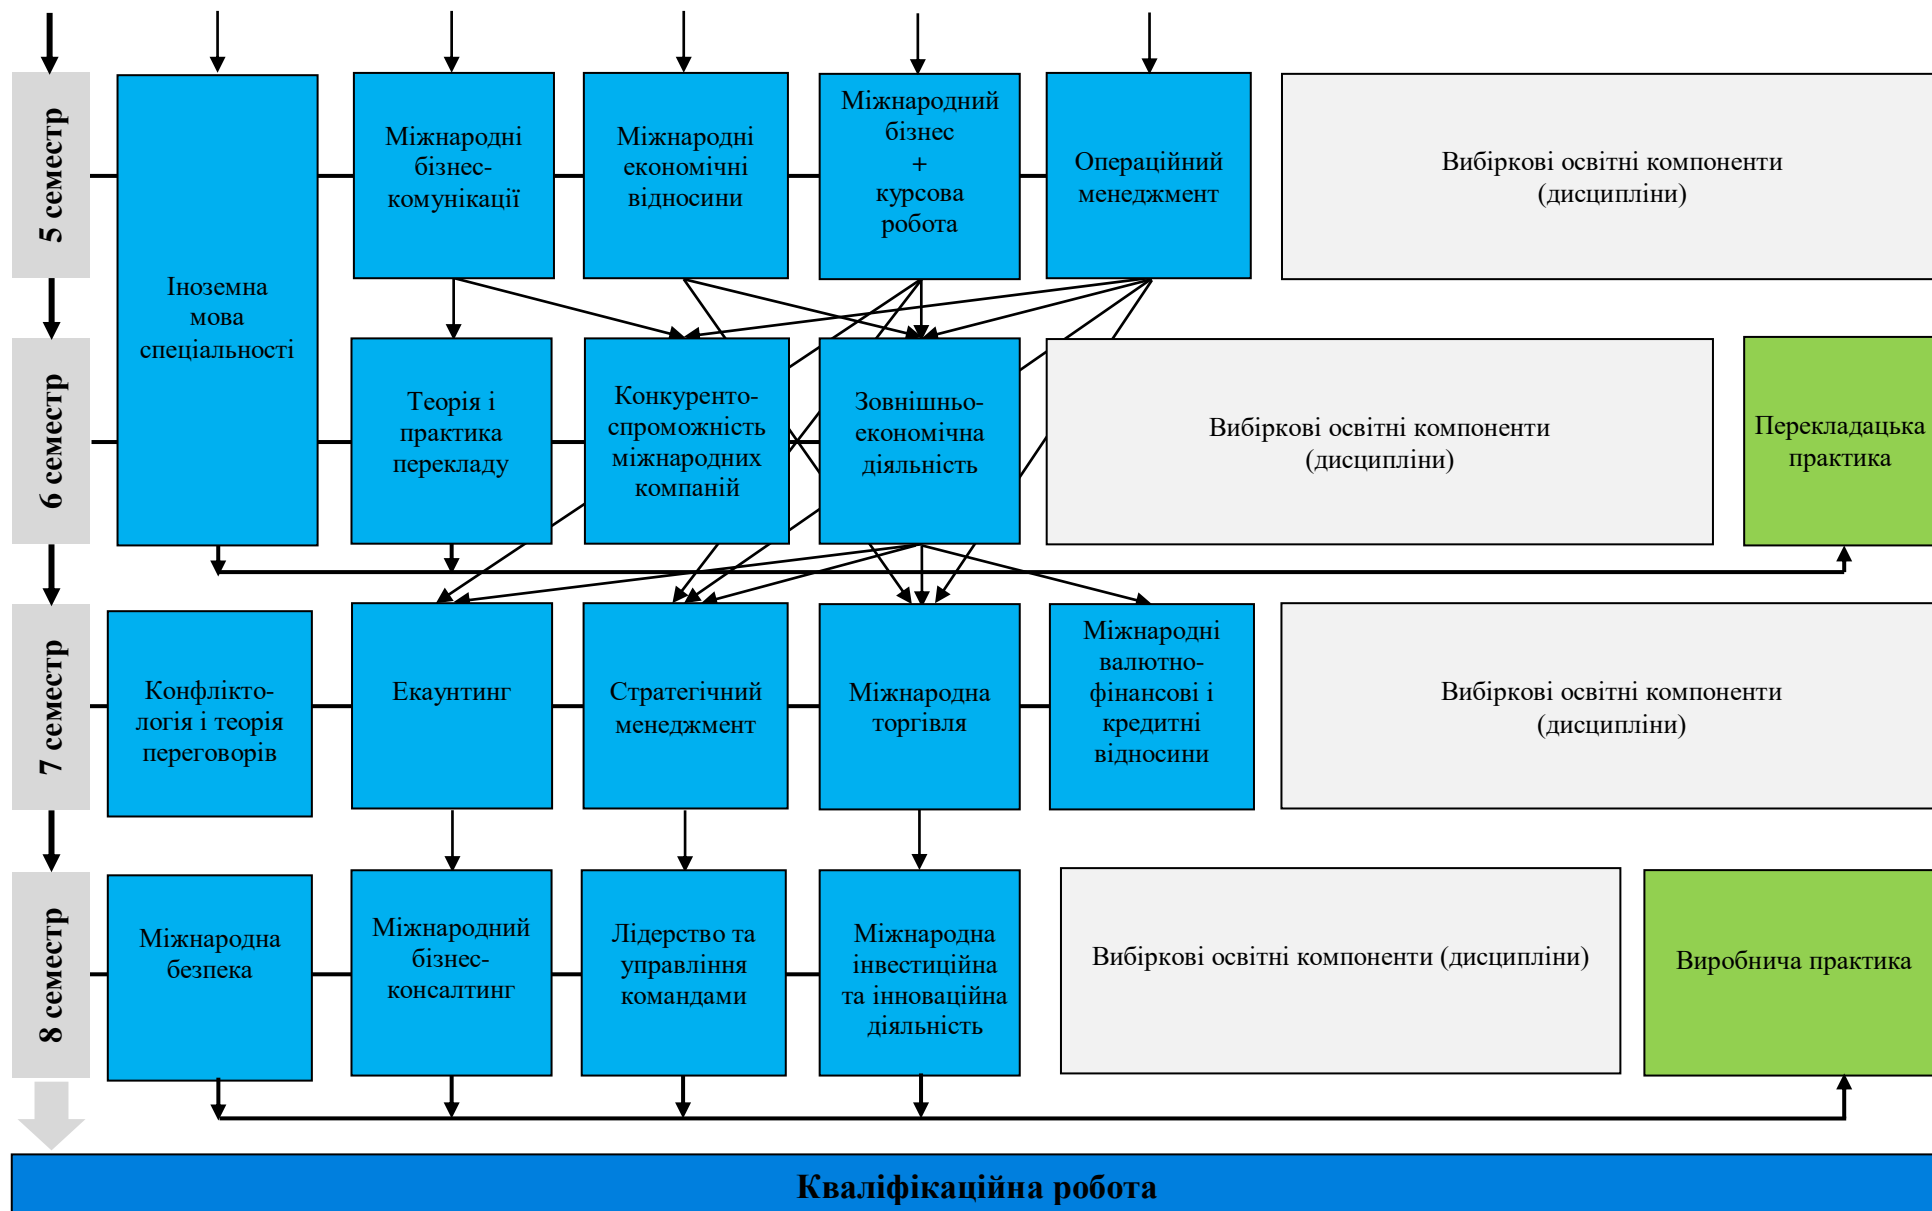 5 семестр
Іноземна
мова
спеціальності
Міжнародні
бізнес-
комунікації
Міжнародні
економічні
відносини
Міжнародний
бізнес
+
курсова
робота
Операційний
менеджмент
Вибіркові освітні компоненти
(дисципліни)
6 семестр
Теорія і
практика
перекладу
Конкуренто-
спроможність
міжнародних
компаній
Зовнішньо-
економічна
діяльність
Вибіркові освітні компоненти
(дисципліни)
Перекладацька
практика
7 семестр
Конфлікто-
логія і теорія
переговорів
Екаунтинг
Стратегічний
менеджмент
Міжнародна
торгівля
Міжнародні
валютно-
фінансові і
кредитні
відносини
Вибіркові освітні компоненти
(дисципліни)
8 семестр
Міжнародна
безпека
Міжнародний
бізнес-
консалтинг
Лідерство та
управління
командами
Міжнародна
інвестиційна
та інноваційна
діяльність
Вибіркові освітні компоненти (дисципліни)
Виробнича практика
Кваліфікаційна робота